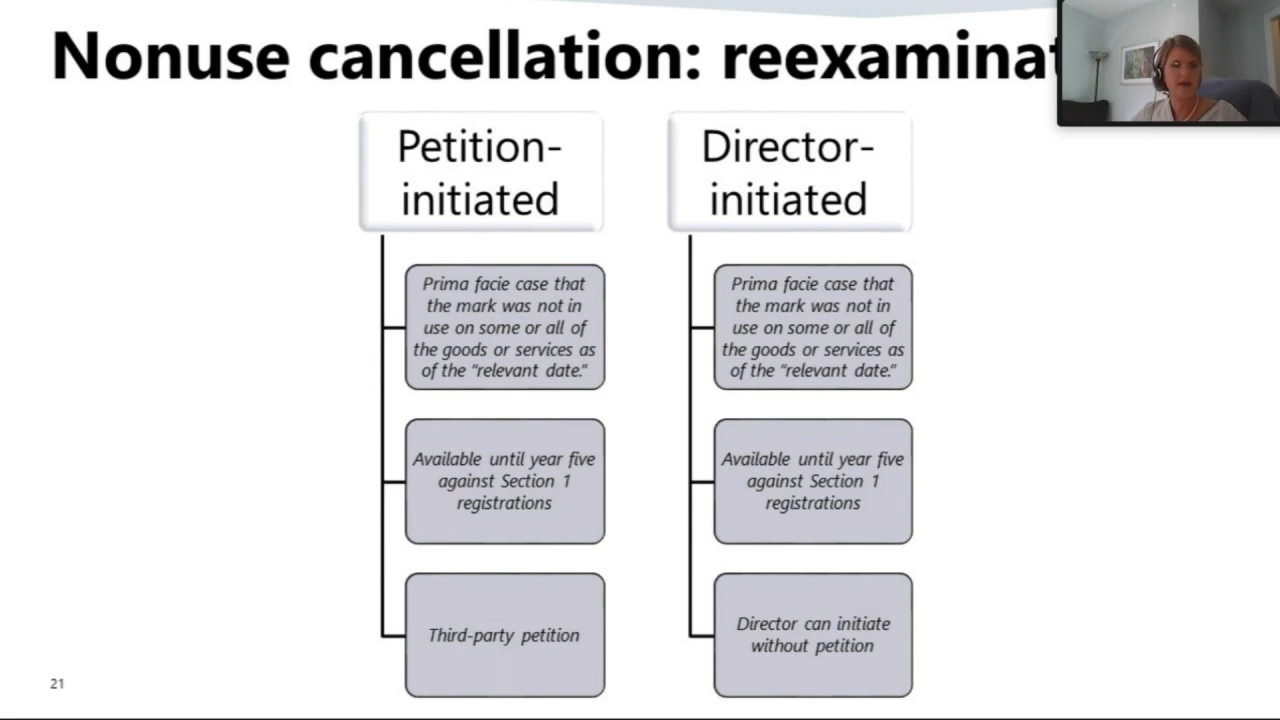 Nonuse cancellation: reexaminat
Petition-
initiated
Prima facie case that
the mark was not in
use on some or all of
the goods or services as
of the “relevant date.”
Available until year five
against Section 1
registrations
Third-party petition
Director-
initiated
Prima facie case that
the mark was not in
use on some or all of
the goods or services as
of the “relevant date.”
Available until year five
against Section 1
registrations
Director can initiate
without petition
21